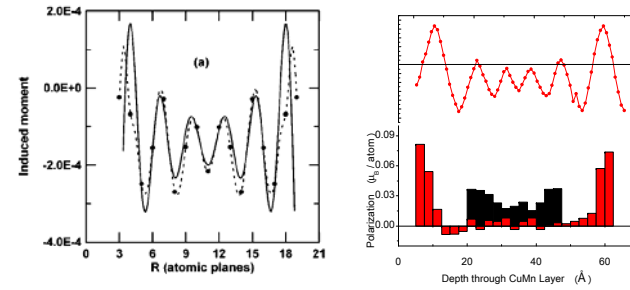 2.0E-4
0.0E+0
-2.0E-4
-4.0E-4
Induced moment
(a)
3 6 9 12 15 18 21
R (atomic planes)
0.09
0.06
0.03
0.00
Polarization (μB / atom)
0 20 40 60
Depth through CuMn Layer (Å)